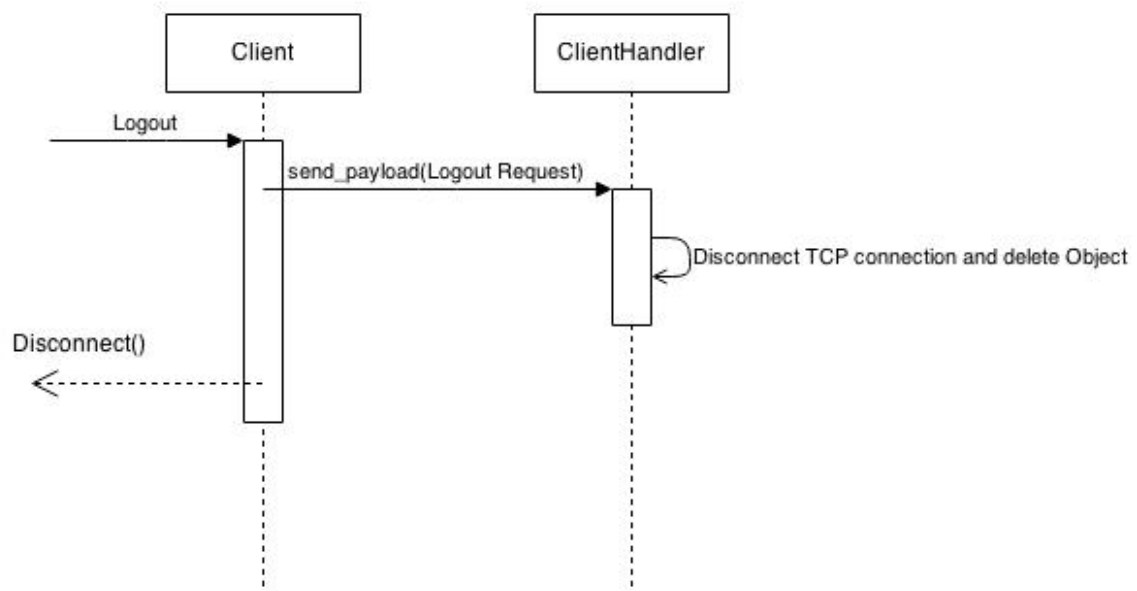 Client
ClientHandler
Logout
send_payload(Logout Request)
Disconnect TCP connection and delete Object
Disconnect()